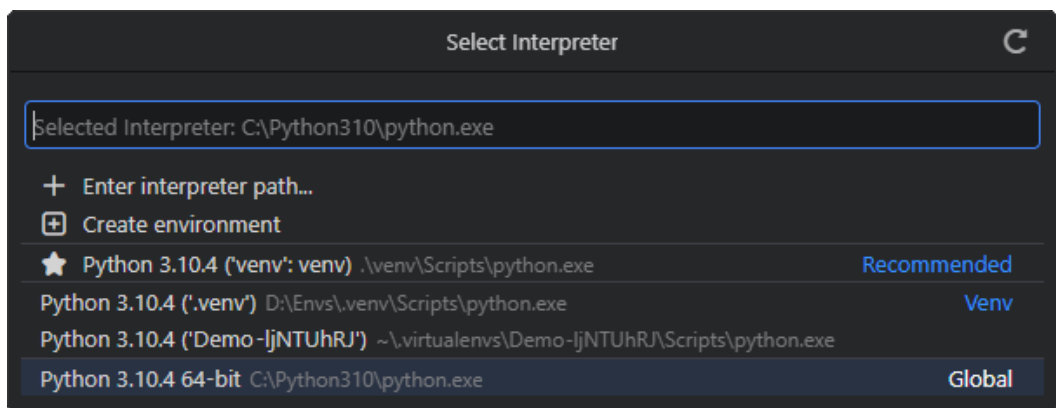 Select Interpreter
Selected Interpreter: C:\Python310\python.exe
Enter interpreter path...
Create environment
Python 3.10.4 ('venv': venv) .\venv\Scripts\python.exe Recommended
Python 3.10.4 ('.venv') D:\Envs\.venv\Scripts\python.exe Venv
Python 3.10.4 ('Demo-ljNTUhRJ') ~\.virtualenvs\Demo-ljNTUhRJ\Scripts\python.exe
Python 3.10.4 64-bit C:\Python310\python.exe Global